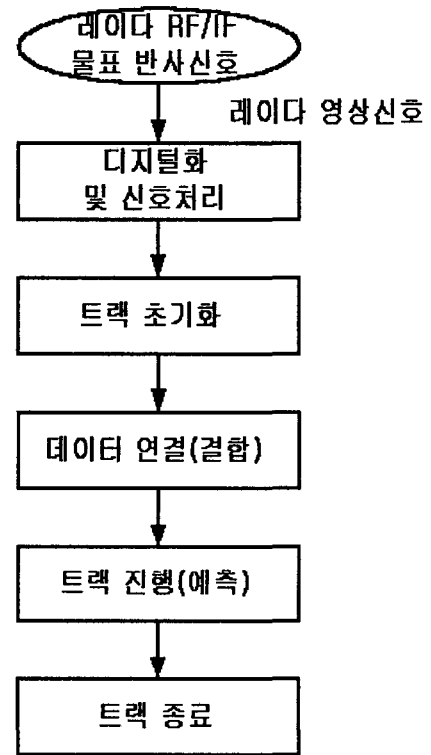 레이다 RF/IF
물표 반사신호
레이다 영상신호
디지털화
및 신호처리
트랙 초기화
데이터 연결(결합)
트랙 진행(예측)
트랙 종료